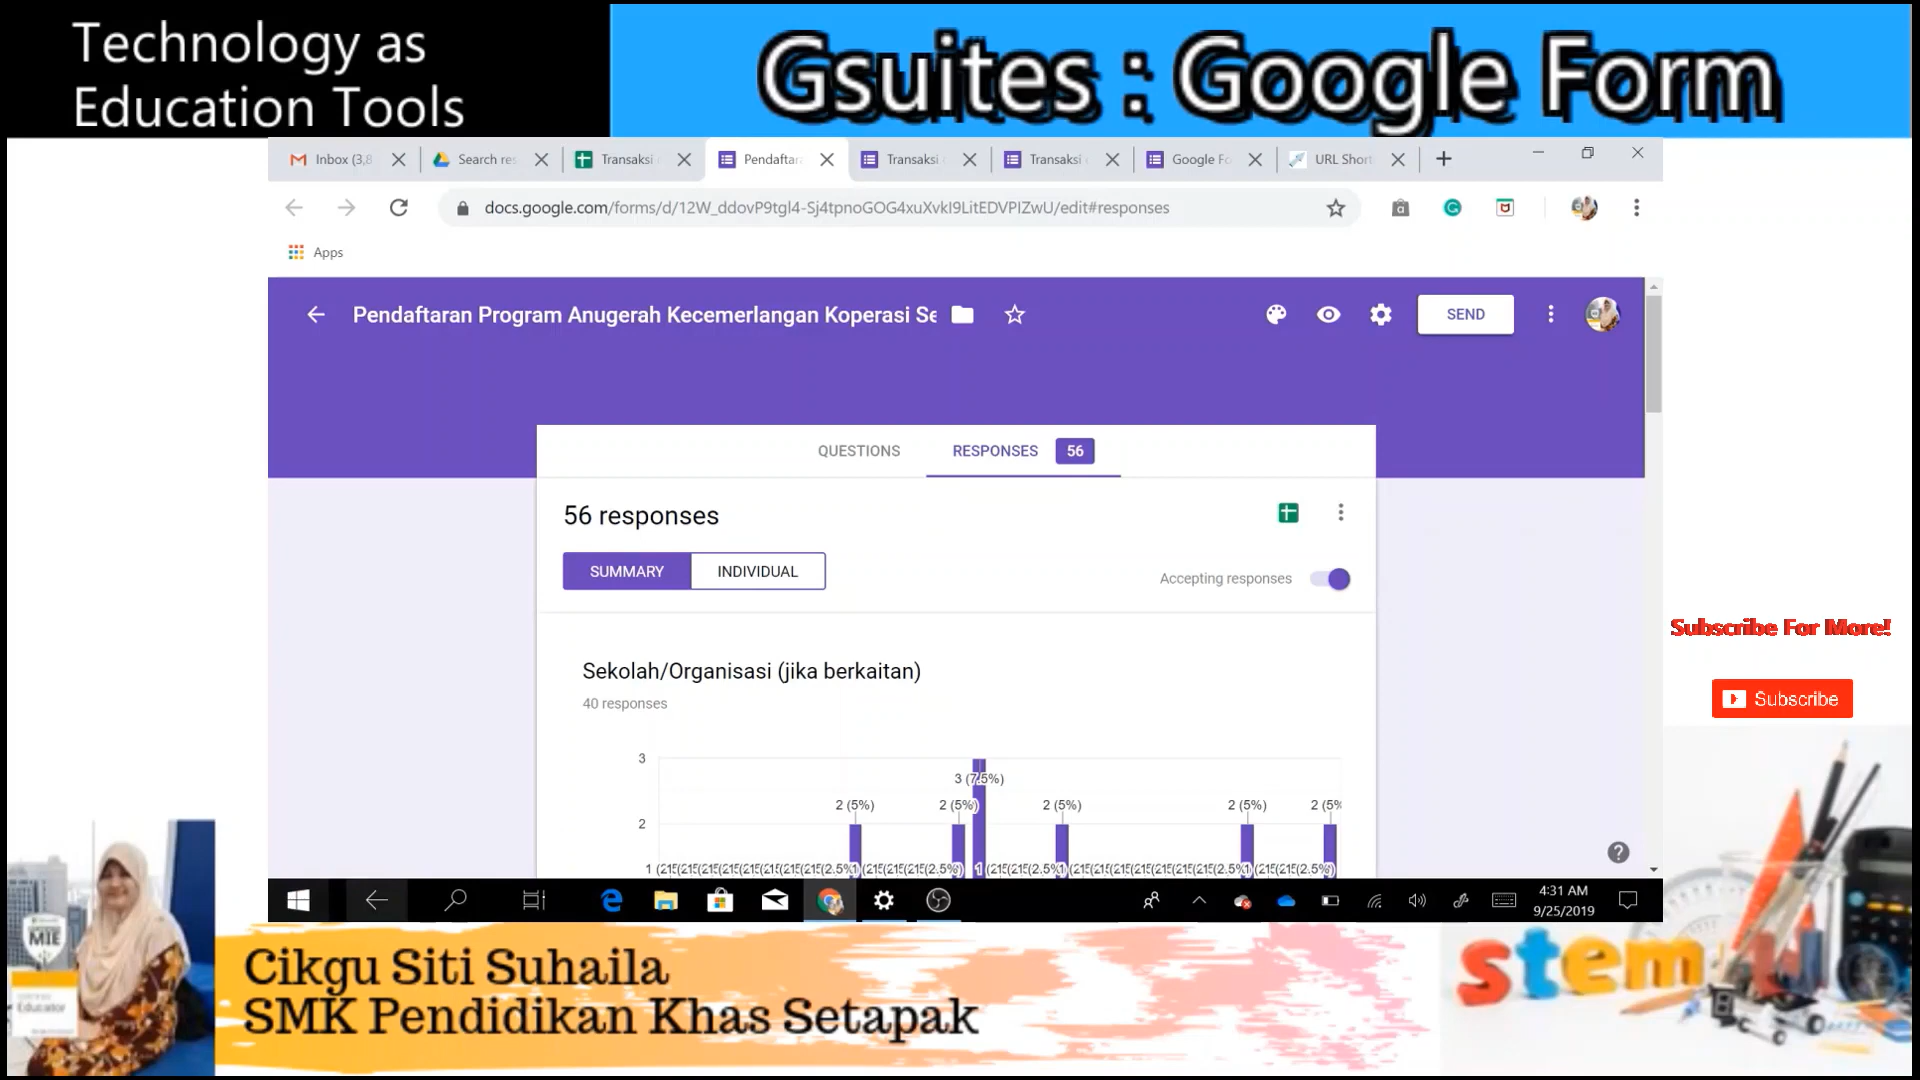 Technology as
Education Tools
Gsuites : Google Form
Inbox (3,8
Search re
Transaksi
Pendaftar
Transaksi
Transaksi
Google Fo
URL Short
docs.google.com/forms/d/12W_ddovP9tgl4-Sj4tpnoGOG4xuXvkI9LitEDVPIZwU/edit#responses
Apps
Pendaftaran Program Anugerah Kecemerlangan Koperasi Se
SEND
QUESTIONS
RESPONSES 56
56 responses
SUMMARY
INDIVIDUAL
Accepting responses
Subscribe For More!
Sekolah/Organisasi (jika berkaitan)
Subscribe
40 responses
3
3 (7.5%)
2 (5%)
2 (5%)
2 (5%)
2 (5%)
2 (5%
2
4:31 AM
9/25/2019
MIE
Educator
Cikgu Siti Suhaila
SMK Pendidikan Khas Setapak
stem